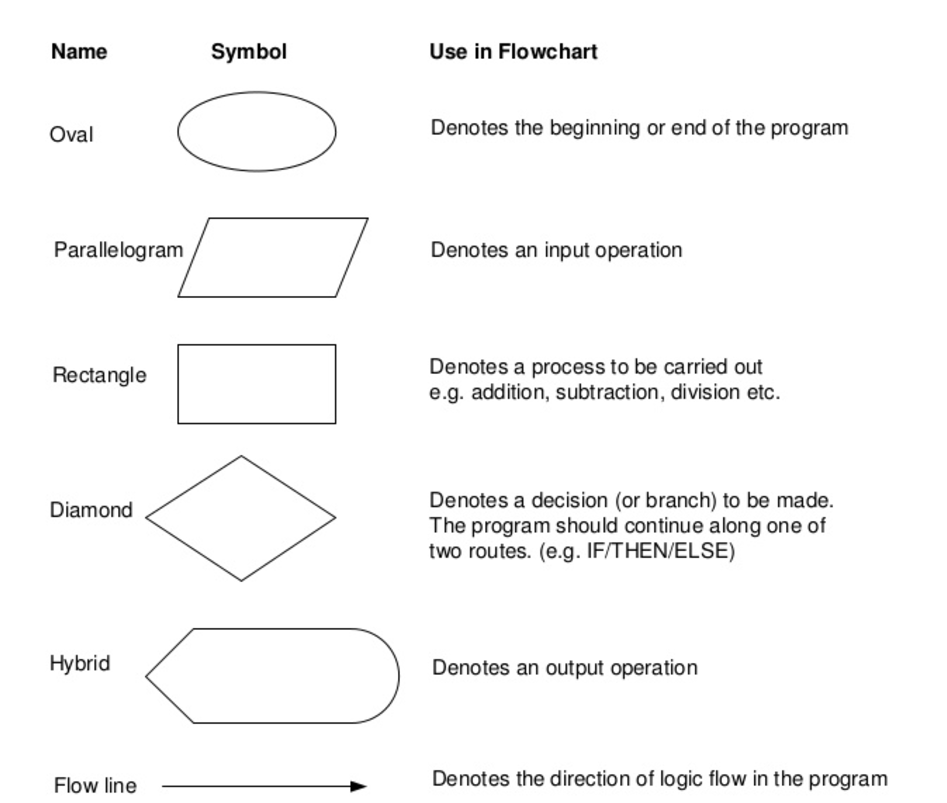 Name Symbol Use in Flowchart
Oval Denotes the beginning or end of the program
Parallelogram Denotes an input operation
Rectangle Denotes a process to be carried out
e.g. addition, subtraction, division etc.
Diamond Denotes a decision (or branch) to be made.
The program should continue along one of
two routes. (e.g. IF/THEN/ELSE)
Hybrid Denotes an output operation
Flow line Denotes the direction of logic flow in the program